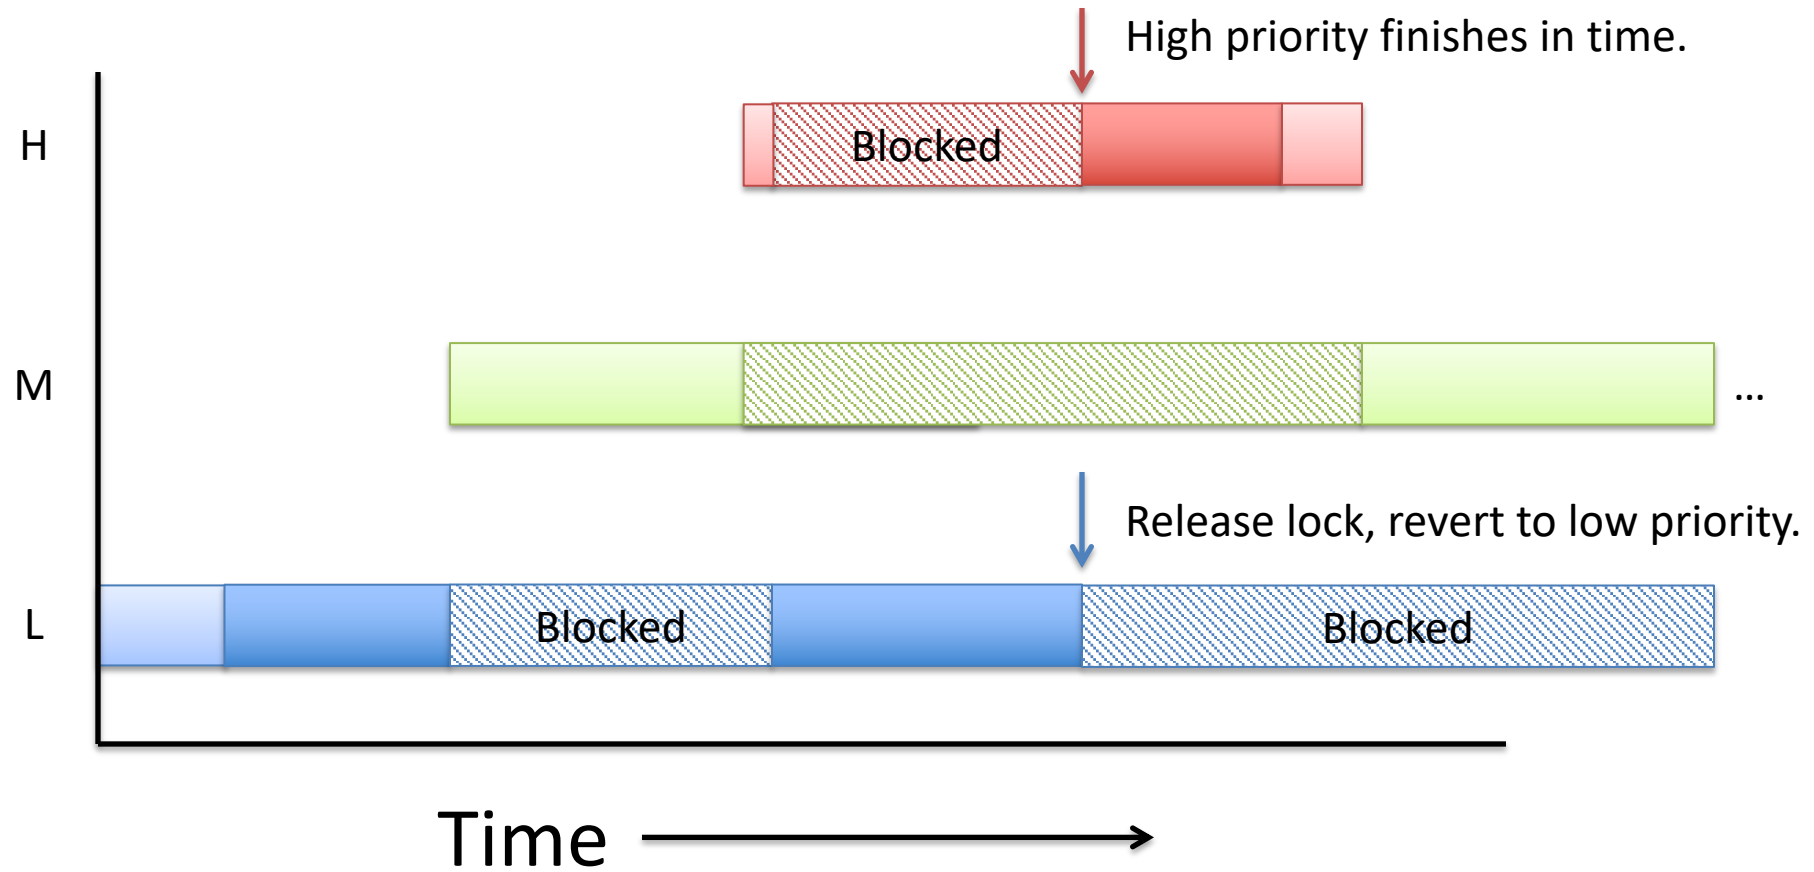 High priority finishes in time.
H
Blocked
M
...
Release lock, revert to low priority.
L
Blocked
Blocked
Time